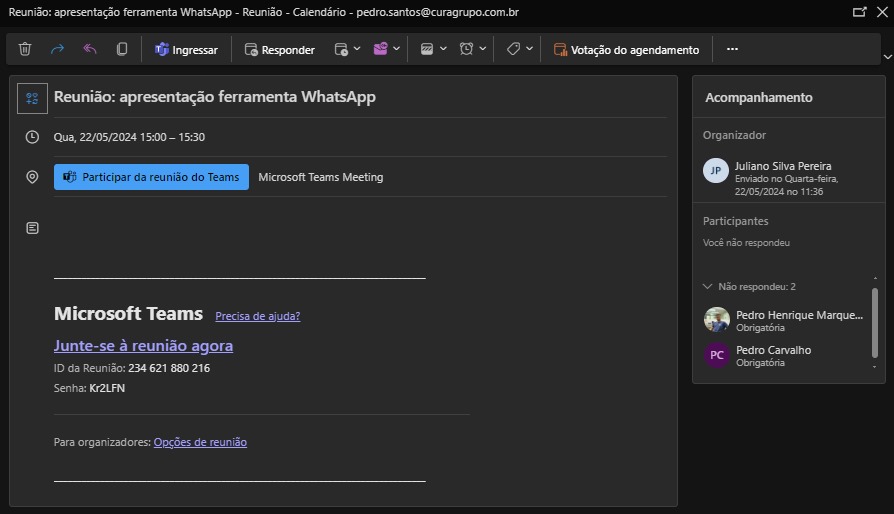 Reunião: apresentação ferramenta WhatsApp - Reunião - Calendário - pedro.santos@curagrupo.com.br
Ingressar
Responder
Votação do agendamento
Reunião: apresentação ferramenta WhatsApp
Qua, 22/05/2024 15:00 – 15:30
Participar da reunião do Teams
Microsoft Teams Meeting
Microsoft Teams Precisa de ajuda?
Junte-se à reunião agora
ID da Reunião: 234 621 880 216
Senha: Kr2LFN
Para organizadores: Opções de reunião
Acompanhamento
Organizador
JP
Juliano Silva Pereira
Enviado no Quarta-feira,
22/05/2024 no 11:36
Participantes
Você não respondeu
Não respondeu: 2
Pedro Henrique Marque...
Obrigatória
PC
Pedro Carvalho
Obrigatória